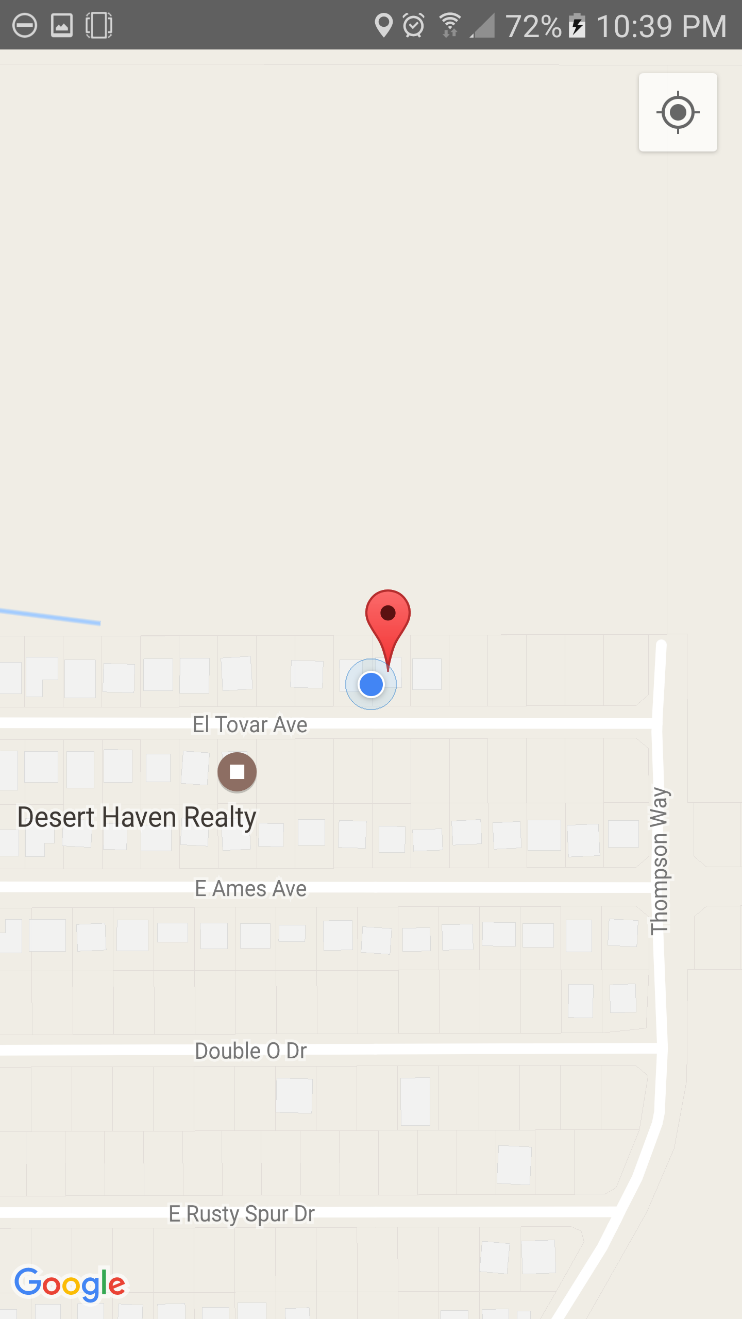 72% 10:39 PM
El Tovar Ave
Desert Haven Realty
Thompson Way
E Ames Ave
Double O Dr
E Rusty Spur Dr
Google